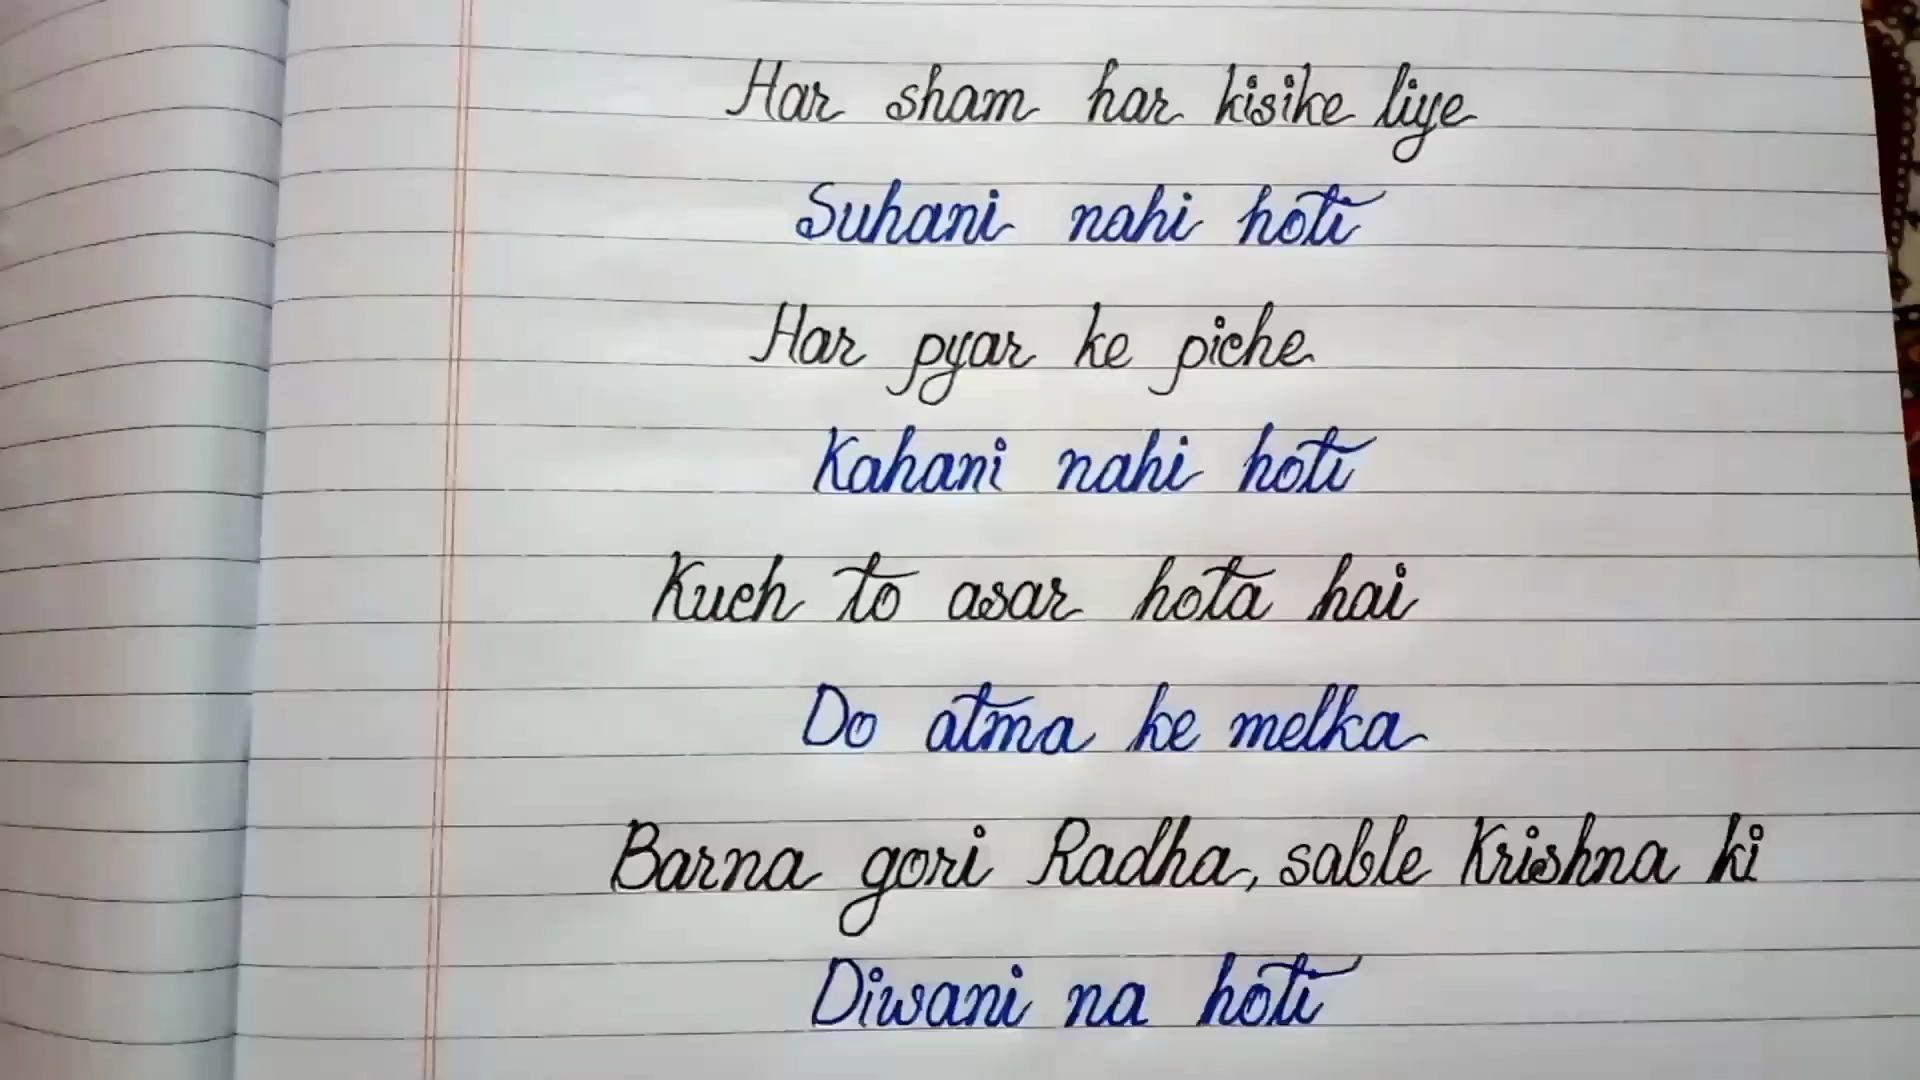 Har sham har kisike liye
Suhani nahi hoti
Har pyar ke piche
Kahani nahi hoti
Kuch to asar hota hai
Do atma ke melka
Barna gori Radha, sable Krishna ki
Diwani na hoti